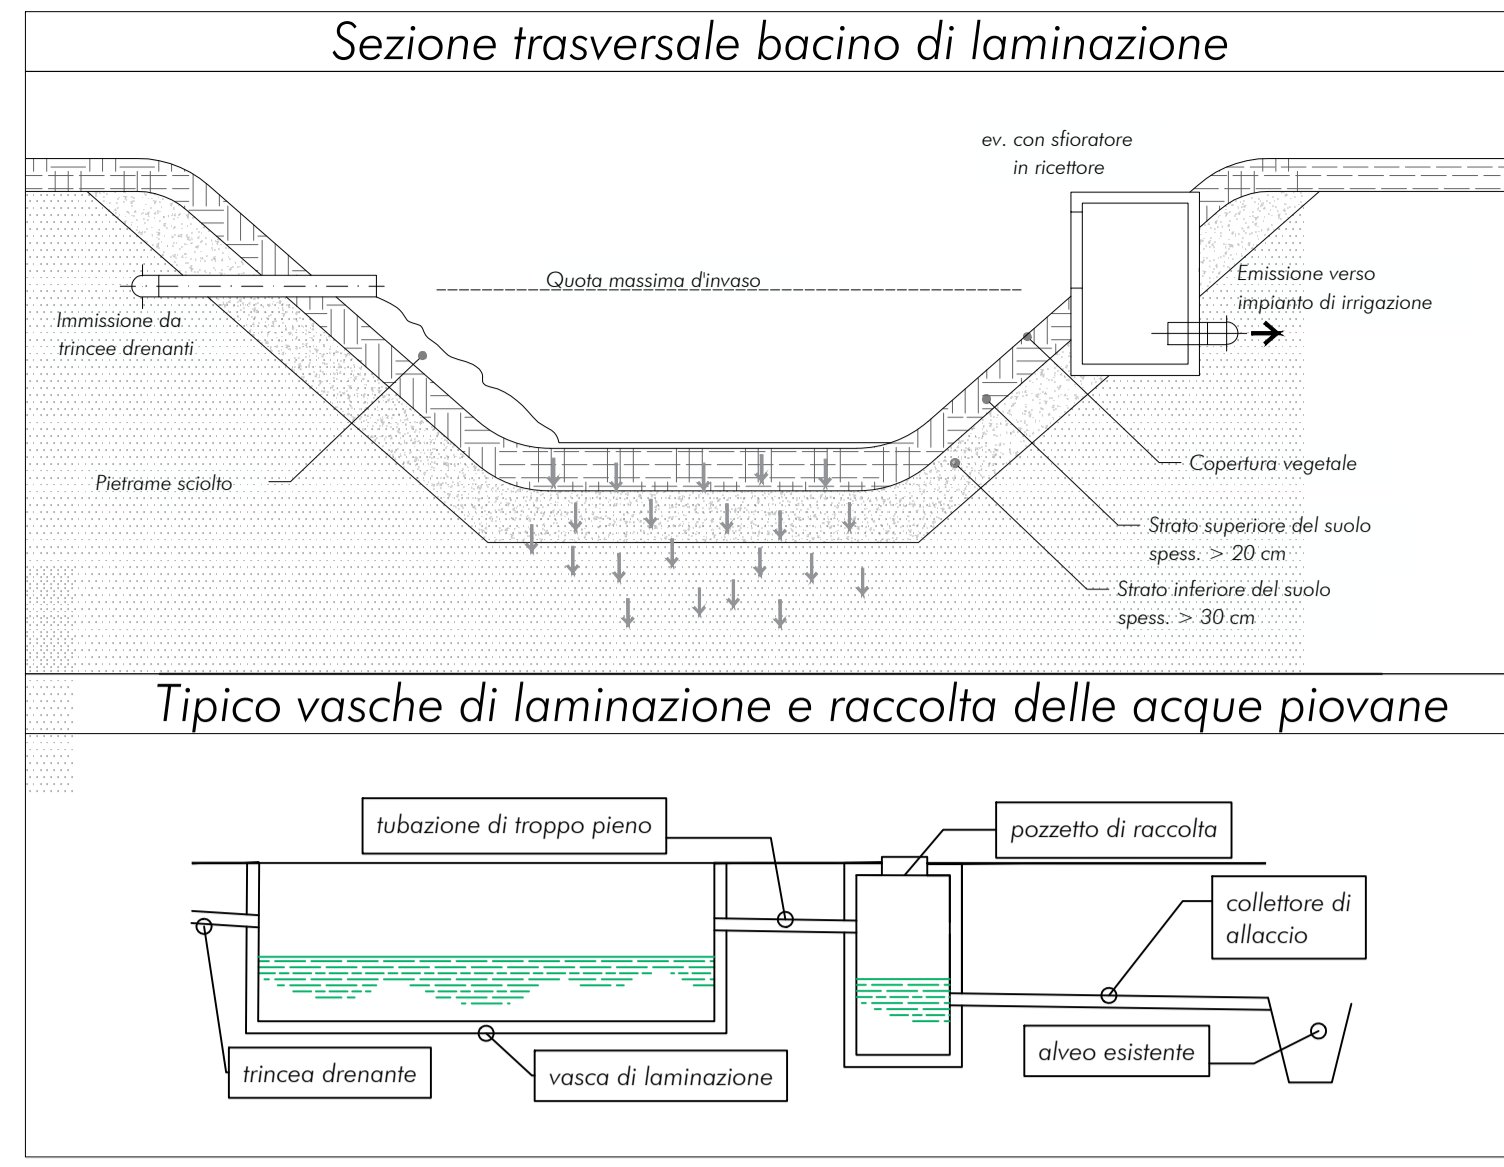 Sezione trasversale bacino di laminazione
ev. con sfioratore
in ricettore
Quota massima d'invaso
Emissione verso
impianto di irrigazione
Immissione da
trincee drenanti
Pietrame sciolto
Copertura vegetale
Strato superiore del suolo
spess. > 20 cm
Strato inferiore del suolo
spess. > 30 cm
Tipico vasche di laminazione e raccolta delle acque piovane
tubazione di troppo pieno
pozzetto di raccolta
collettore di
allaccio
alveo esistente
trincea drenante
vasca di laminazione